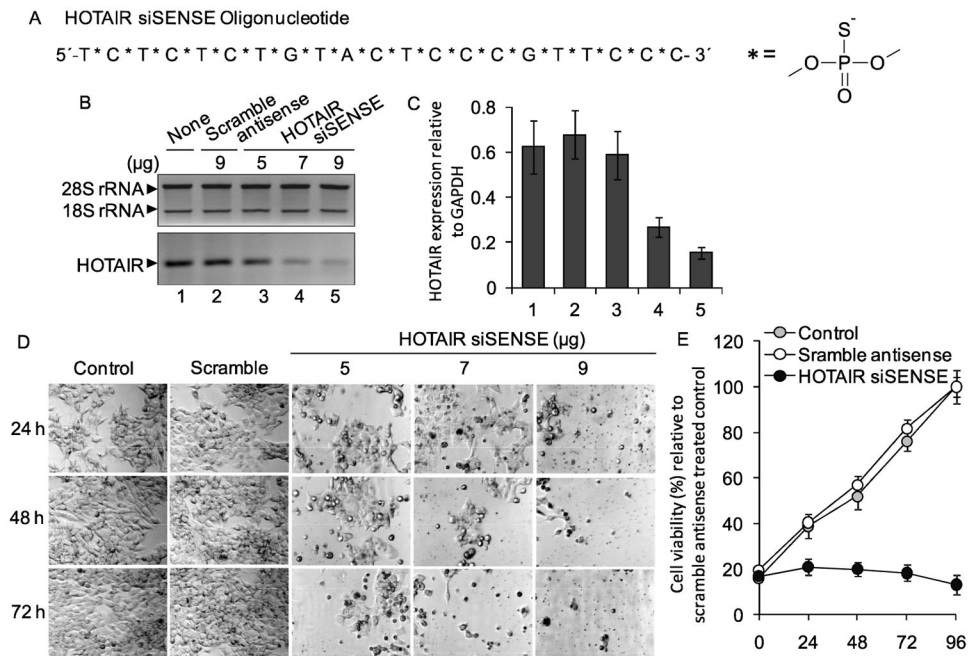 A HOTAIR siSENSE Oligonucleotide
5´-T*C*T*C*T*C*T*G*T*A*C*T*C*C*C*G*T*T*C*C*C-3´
*=
S-
O P O
O
B
None Scramble antisense HOTAIR siSENSE
(µg) 9 5 7 9
28S rRNA
18S rRNA
HOTAIR
1 2 3 4 5
C
HOTAIR expression relative to GAPDH
0.8
0.6
0.4
0.2
0
1 2 3 4 5
D
HOTAIR siSENSE (µg)
Control Scramble 5 7 9
24 h
48 h
72 h
E
Control
Sramble antisense
HOTAIR siSENSE
Cell viability (%) relative to
scramble antisense treated control
120
100
80
60
40
20
0
0 24 48 72 96